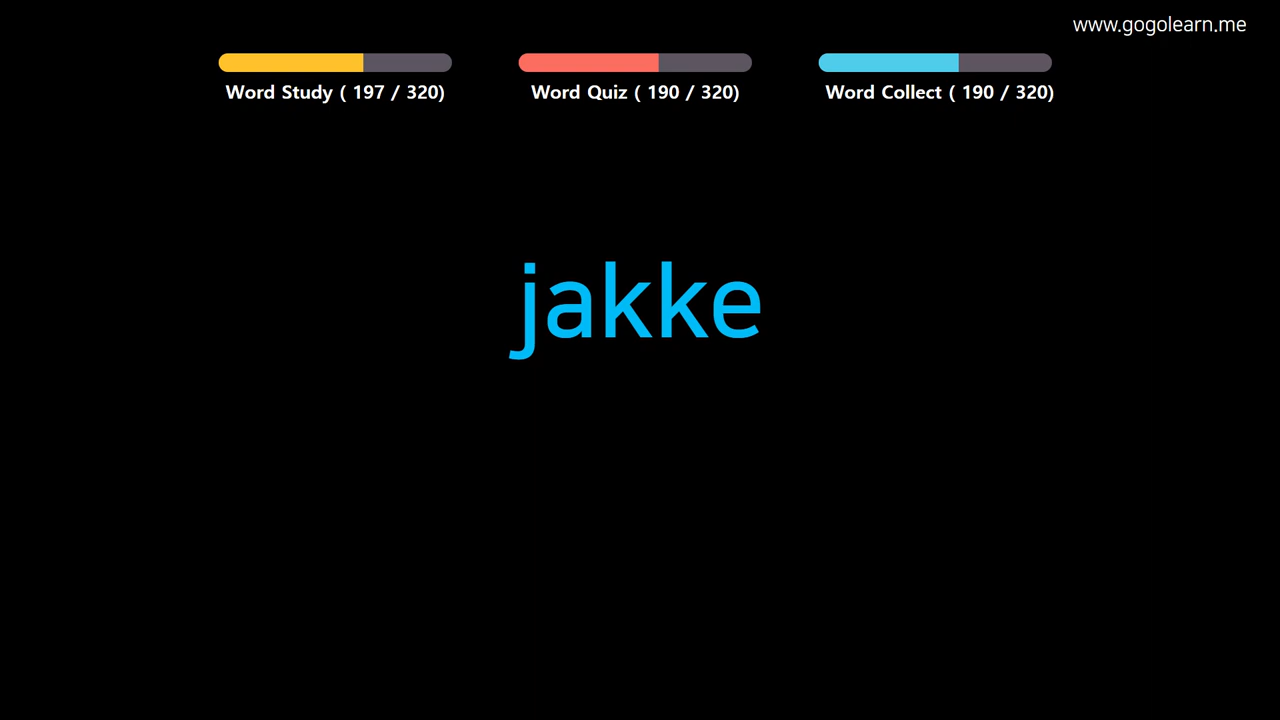 www.gogolearn.me
Word Study ( 197 / 320)
Word Quiz ( 190 / 320)
Word Collect ( 190 / 320)
jakke